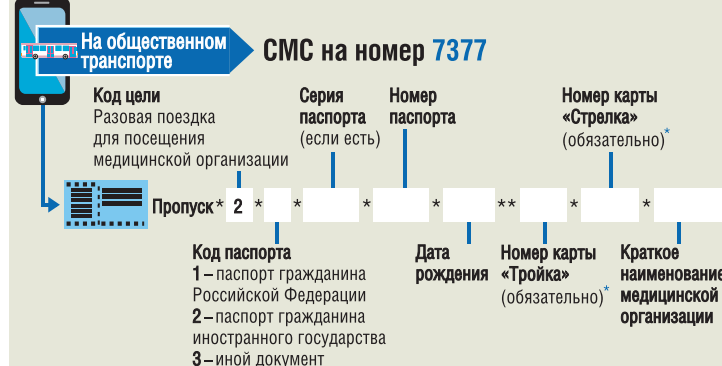 На общественном
транспорте
СМС на номер 7377
Код цели
Разовая поездка
для посещения
медицинской организации
Серия
паспорта
(если есть)
Номер
паспорта
Номер карты
«Стрелка»
(обязательно)*
Пропуск* 2 * * * * ** * *
Код паспорта
1 – паспорт гражданина
Российской Федерации
2 – паспорт гражданина
иностранного государства
3 – иной документ
Дата
рождения
Номер карты
«Тройка»
(обязательно)*
Краткое
наименование
медицинской
организации